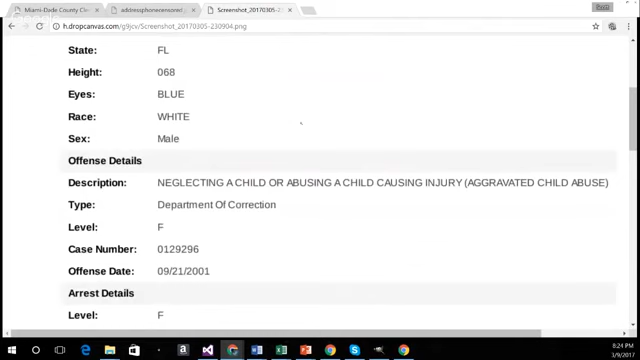 Miami-Dade County Cle
addressphonecensored.p
Screenshot_20170305-23
h.dropcanvas.com/g9jcv/Screenshot_20170305-230904.png
State: FL
Height: 068
Eyes: BLUE
Race: WHITE
Sex: Male
Offense Details
Description: NEGLECTING A CHILD OR ABUSING A CHILD CAUSING INJURY (AGGRAVATED CHILD ABUSE)
Type: Department Of Correction
Level: F
Case Number: 0129296
Offense Date: 09/21/2001
Arrest Details
Level: F
8:24 PM
3/9/2017